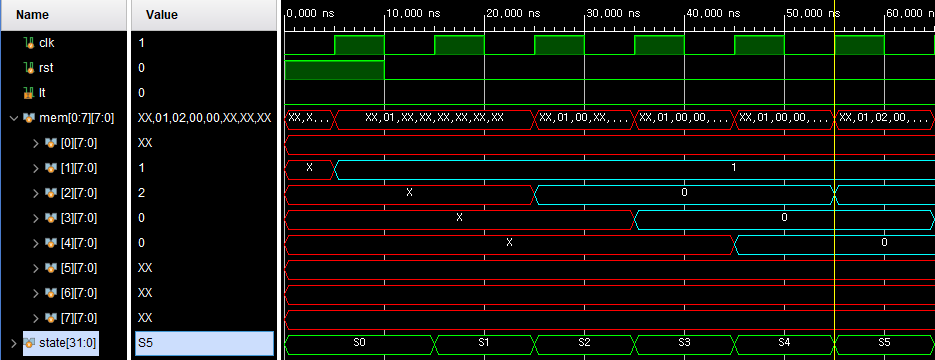 Name Value 0,000 ns 10,000 ns 20,000 ns 30,000 ns 40,000 ns 50,000 ns 60,000
clk 1
rst 0
lt 0
mem[0:7][7:0] XX,01,02,00,00,XX,XX,XX XX,X... XX,01,XX,XX,XX,XX,XX,XX XX,01,00,XX,... XX,01,00,00,... XX,01,00,00,... XX,01,02,00,...
[0][7:0] XX
[1][7:0] 1 X 1
[2][7:0] 2 X 0
[3][7:0] 0 X 0
[4][7:0] 0 X 0
[5][7:0] XX
[6][7:0] XX
[7][7:0] XX
state[31:0] S5 S0 S1 S2 S3 S4 S5